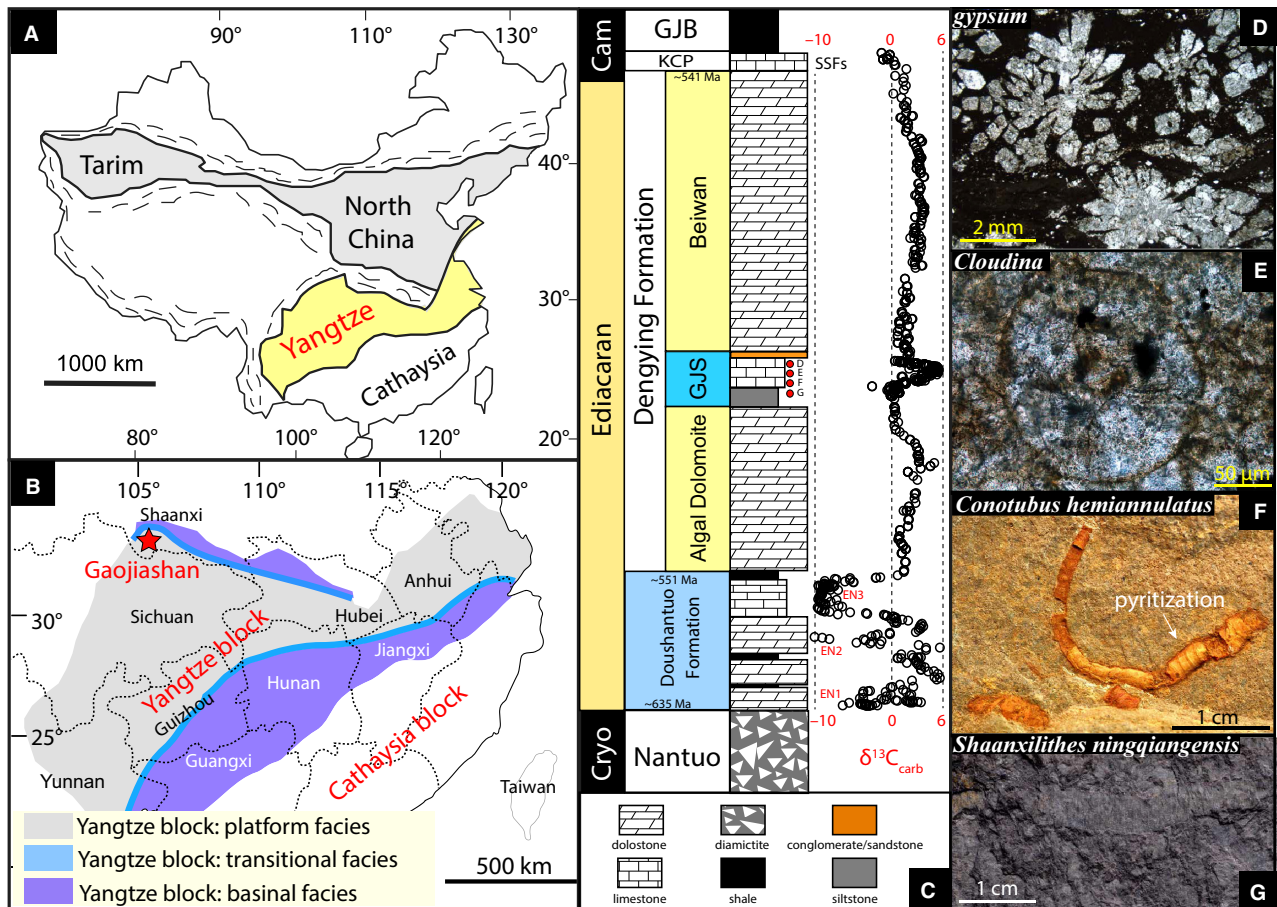 A
90°
110°
130°
Tarim
North
China
40°
30°
Yangtze
1000 km
Cathaysia
80°
100°
120°
20°
B
105°
110°
115°
120°
Shaanxi
Gaojiashan
Anhui
Sichuan
Hubei
30°
Yangtze block
Jiangxi
Hunan
Guizhou
25°
Guangxi
Cathaysia block
Yunnan
Taiwan
Yangtze block: platform facies
Yangtze block: transitional facies
Yangtze block: basinal facies
500 km
Cam
GJB
−10
0
6
KCP
SSFs
~541 Ma
Ediacaran
Dengying Formation
Beiwan
GJS
D
E
F
G
Algal Dolomoite
~551 Ma
Doushantuo
Formation
EN3
EN2
EN1
~635 Ma
−10
0
6
Cryo
Nantuo
δ¹³Ccarb
dolostone
diamictite
conglomerate/sandstone
limestone
shale
siltstone
C
gypsum
D
2 mm
Cloudina
E
50 µm
Conotubus hemiannulatus
F
pyritization
1 cm
Shaanxilithes ningqiangensis
1 cm
G